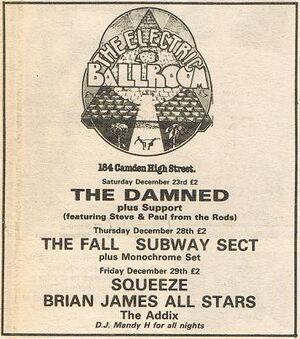 THE ELECTRIC
BALLROOM
184 Camden High Street.
Saturday December 23rd £2
THE DAMNED
plus Support
(featuring Steve & Paul from the Rods)
Thursday December 28th £2
THE FALL SUBWAY SECT
plus Monochrome Set
Friday December 29th £2
SQUEEZE
BRIAN JAMES ALL STARS
The Addix
D.J. Mandy H for all nights